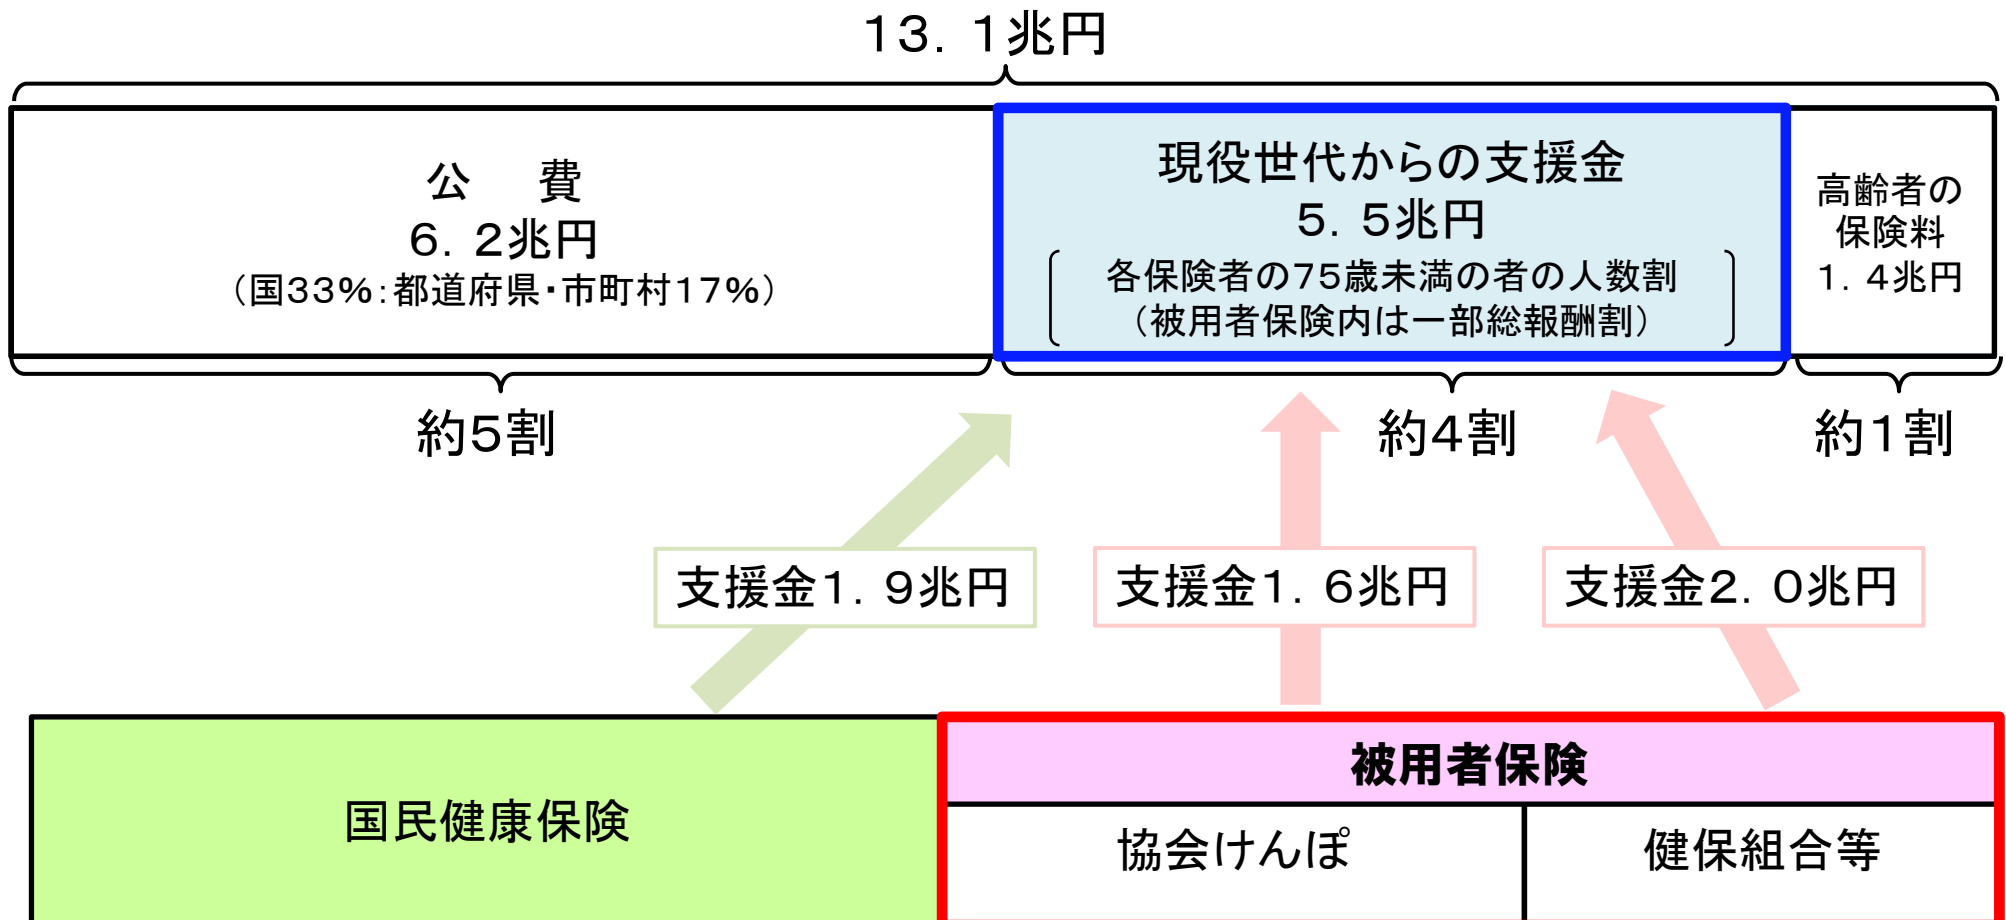 13．1兆円
公　費
6．2兆円
（国33％：都道府県・市町村17％）
現役世代からの支援金
5．5兆円
各保険者の75歳未満の者の人数割
（被用者保険内は一部総報酬割）
高齢者の
保険料
1．4兆円
約5割
約4割
約1割
支援金1．9兆円
支援金1．6兆円
支援金2．0兆円
国民健康保険
被用者保険
協会けんぽ
健保組合等